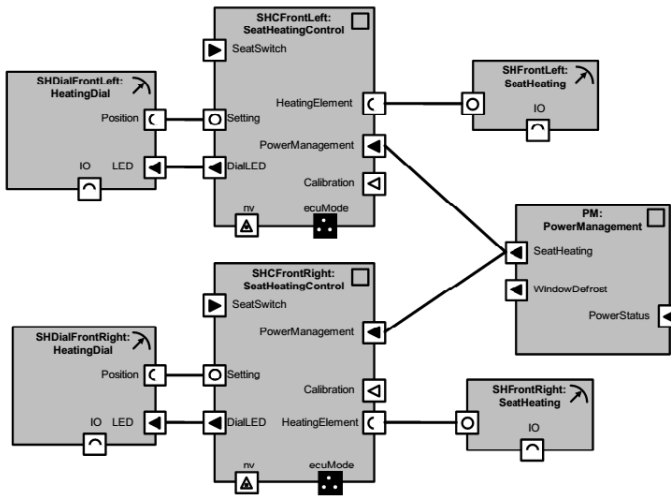 SHCFrontLeft:
SeatHeatingControl
SeatSwitch
SHDialFrontLeft:
HeatingDial
SHFrontLeft:
SeatHeating
HeatingElement
IO
Position
Setting
PowerManagement
IO
LED
DialLED
Calibration
nv
ecuMode
PM:
PowerManagement
SeatHeating
SHCFrontRight:
SeatHeatingControl
WindowDefrost
SeatSwitch
PowerStatus
SHDialFrontRight:
HeatingDial
PowerManagement
Position
Setting
Calibration
SHFrontRight:
SeatHeating
IO
LED
DialLED
HeatingElement
IO
nv
ecuMode